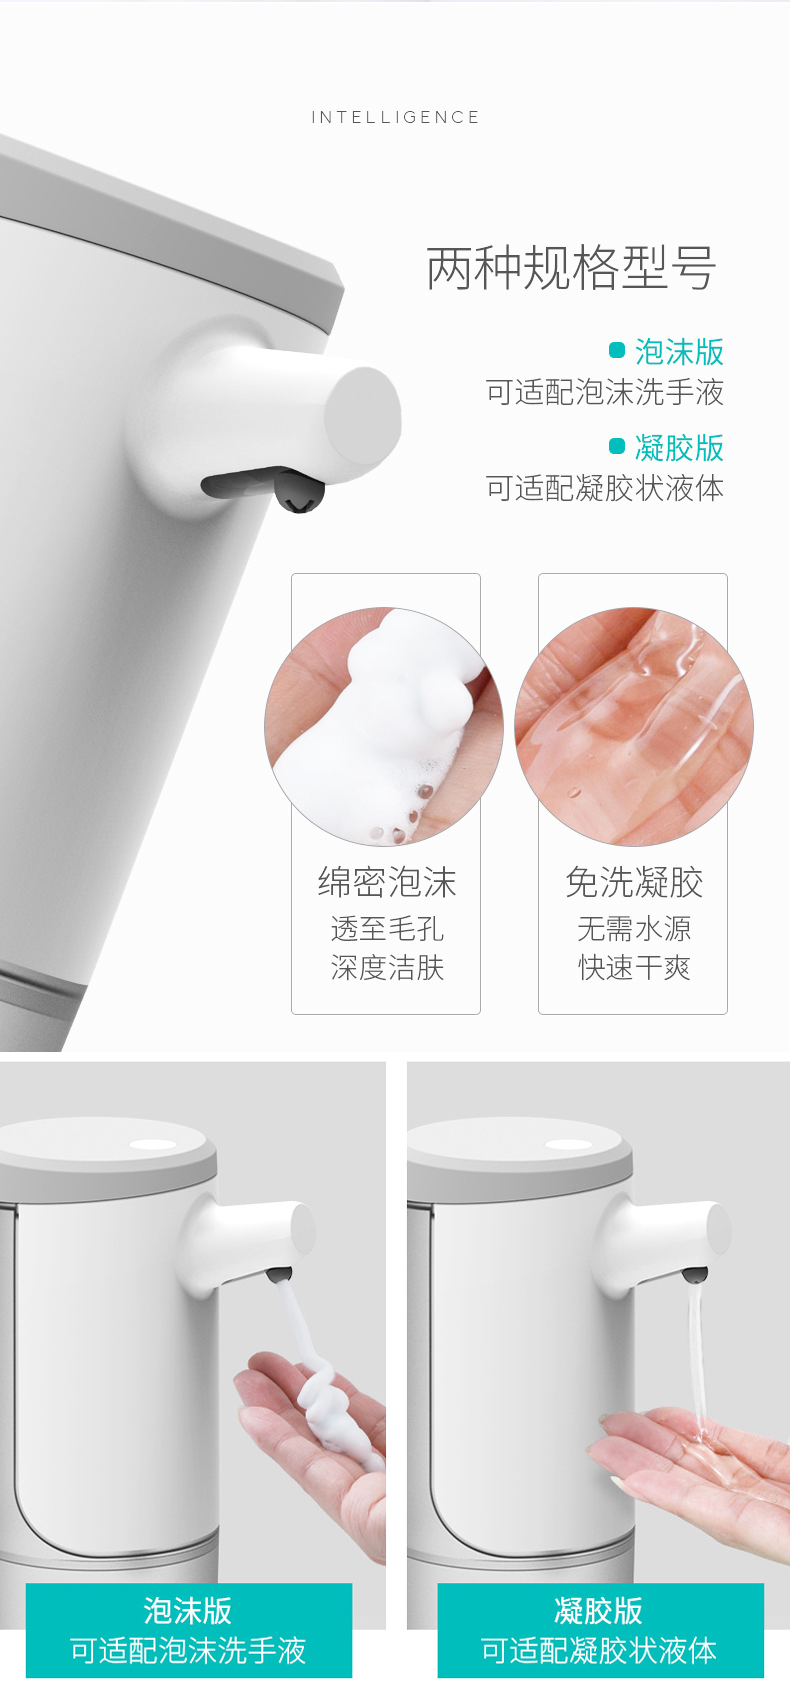 INTELLIGENCE
两种规格型号
泡沫版
可适配泡沫洗手液
凝胶版
可适配凝胶状液体
绵密泡沫
透至毛孔
深度洁肤
免洗凝胶
无需水源
快速干爽
泡沫版
可适配泡沫洗手液
凝胶版
可适配凝胶状液体